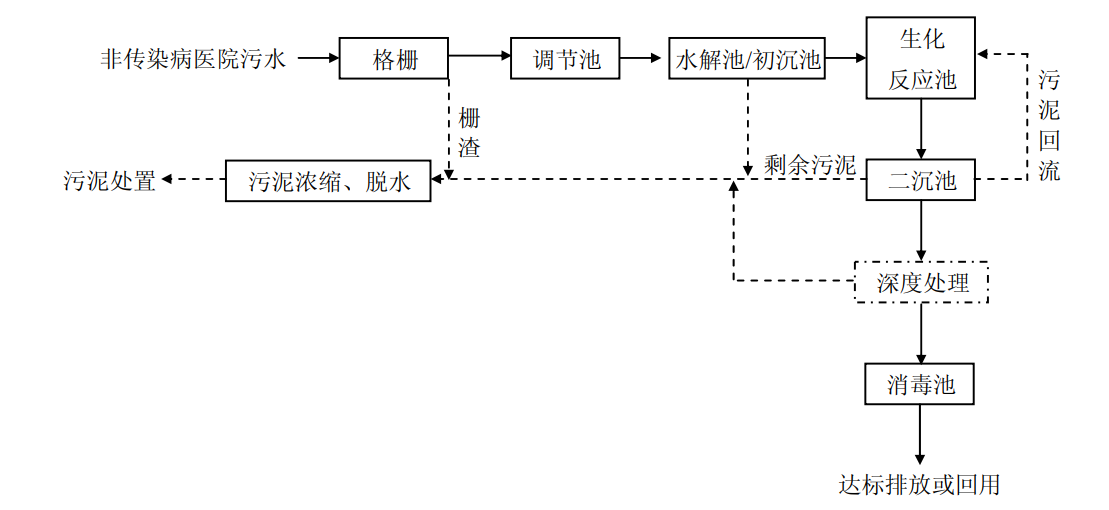 非传染病医院污水
格栅
调节池
水解池/初沉池
生化
反应池
污
泥
回
流
栅
渣
污泥处置
污泥浓缩、脱水
剩余污泥
二沉池
深度处理
消毒池
达标排放或回用